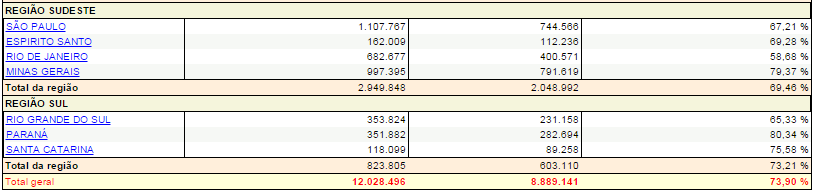 REGIÃO SUDESTE
SÃO PAULO 1.107.767 744.566 67,21 %
ESPIRITO SANTO 162.009 112.236 69,28 %
RIO DE JANEIRO 682.677 400.571 58,68 %
MINAS GERAIS 997.395 791.619 79,37 %
Total da região 2.949.848 2.048.992 69,46 %
REGIÃO SUL
RIO GRANDE DO SUL 353.824 231.158 65,33 %
PARANÁ 351.882 282.694 80,34 %
SANTA CATARINA 118.099 89.258 75,58 %
Total da região 823.805 603.110 73,21 %
Total geral 12.028.496 8.889.141 73,90 %